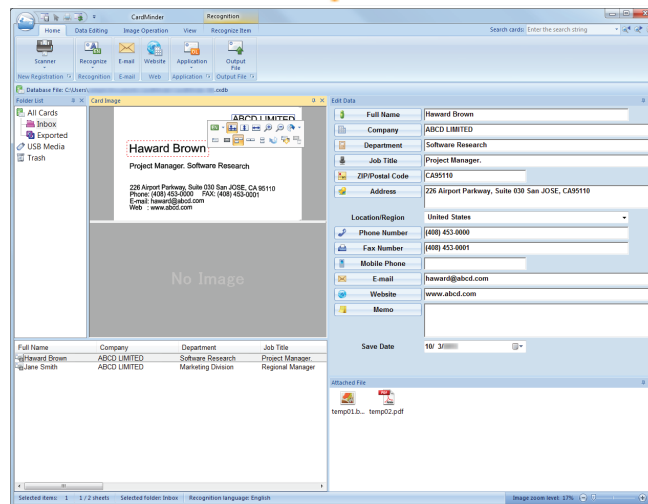 CardMinder
Recognition
Home Data Editing Image Operation View Recognize Item
Search cards: Enter the search string
Scanner Recognize E-mail Website Application Output File
New Registration Recognition E-mail Web Application Output File
Database File: C:\Users\ .cxdb
Folder List
Card Image
Edit Data
All Cards
Inbox
Exported
USB Media
Trash
ABCD LIMITED
Haward Brown
Project Manager. Software Research
226 Airport Parkway, Suite 030 San JOSE, CA 95110
Phone: (408) 453-0000 FAX: (408) 453-0001
E-mail: haward@abcd.com
Web : www.abcd.com
No Image
Full Name Haward Brown
Company ABCD LIMITED
Department Software Research
Job Title Project Manager.
ZIP/Postal Code CA95110
Address 226 Airport Parkway, Suite 030 San JOSE, CA95110
Location/Region United States
Phone Number (408) 453-0000
Fax Number (408) 453-0001
Mobile Phone
E-mail haward@abcd.com
Website www.abcd.com
Memo
Save Date 10/ 3/
Full Name Company Department Job Title
Haward Brown ABCD LIMITED Software Research Project Manager.
Jane Smith ABCD LIMITED Marketing Division Regional Manager
Attached File
temp01.b... temp02.pdf
Selected items: 1 1 / 2 sheets Selected folder: Inbox Recognition language: English
Image zoom level: 17%